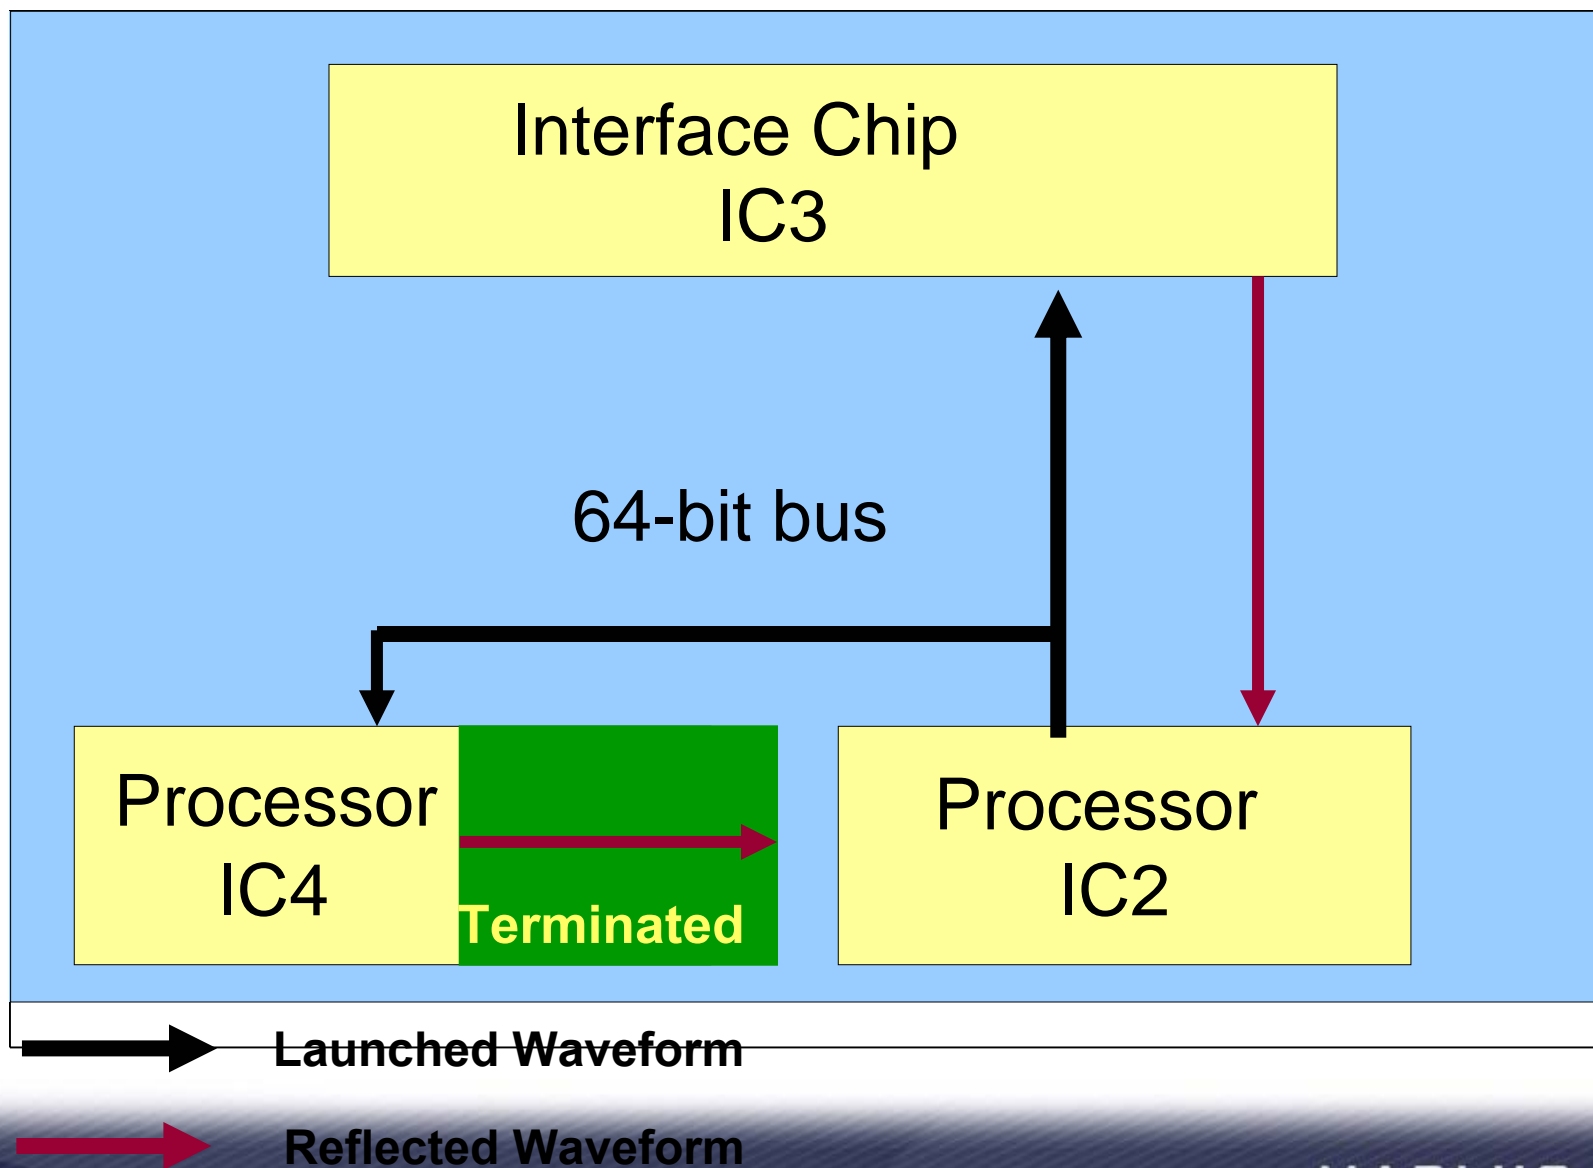 Interface Chip
IC3
64-bit bus
Processor
IC4
Terminated
Processor
IC2
Launched Waveform
Reflected Waveform